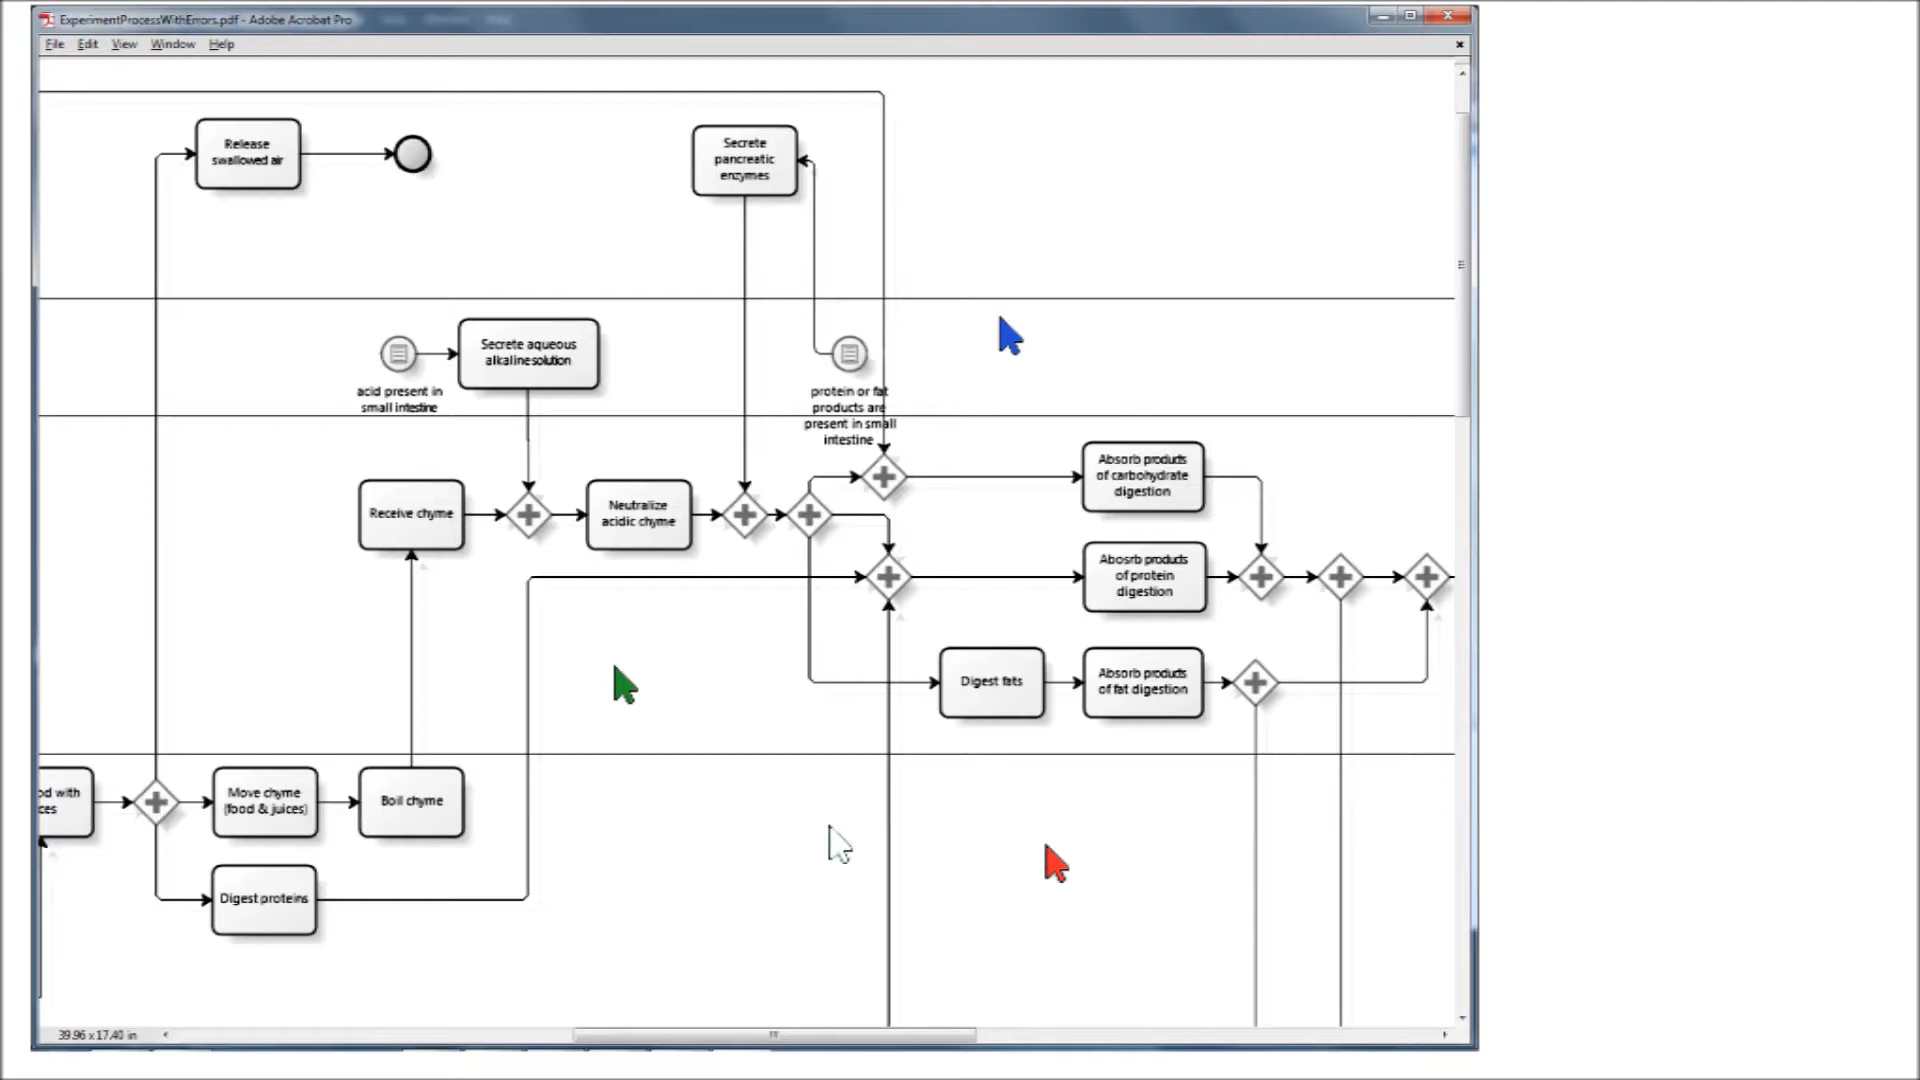 ExperimentProcessWithErrors.pdf - Adobe Acrobat Pro
File Edit View Window Help
Release
swallowed air
Secrete
pancreatic
enzymes
Secrete aqueous
alkaline solution
acid present in
small intestine
protein or fat
products are
present in small
intestine
Absorb products
of carbohydrate
digestion
Receive chyme
Neutralize
acidic chyme
Abosrb products
of protein
digestion
Digest fats
Absorb products
of fat digestion
od with
ces
Move chyme
(food & juices)
Boil chyme
Digest proteins
39.96 x 17.40 in